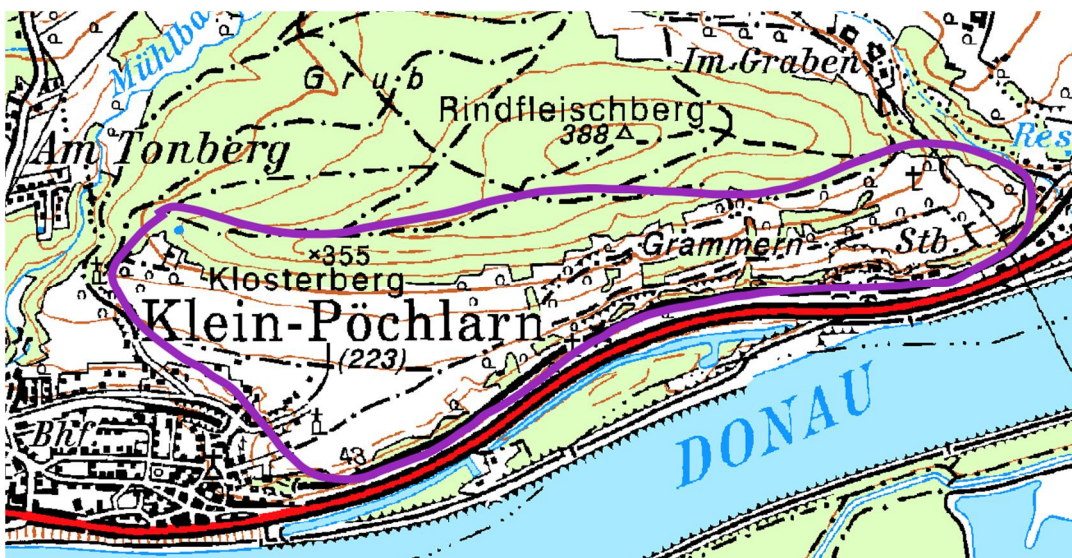 Mühlba
Grub
Im Graben
Rindfleischberg
388
Res
Am Tonberg
×355
Klosterberg
Grammern
Stb.
Klein-Pöchlarn
(223)
43
Bhf
DONAU